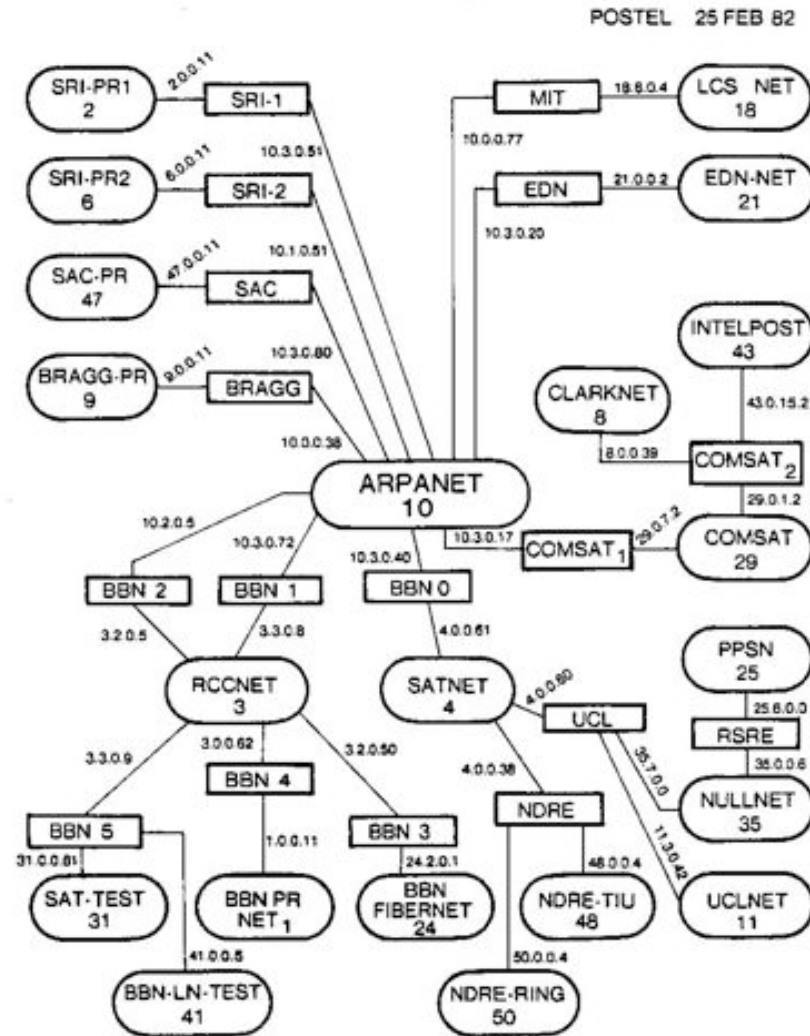 POSTEL 25 FEB 82
SRI-PR1
2
2.0.0.11
SRI-1
10.3.0.51
MIT
10.0.0.77
18.8.0.4
LCS NET
18
SRI-PR2
6
6.0.0.11
SRI-2
10.1.0.51
EDN
10.3.0.20
21.0.0.2
EDN-NET
21
SAC-PR
47
47.0.0.11
SAC
10.3.0.80
INTELPOST
43
43.0.15.2
BRAGG-PR
9
9.0.0.11
BRAGG
10.0.0.38
CLARKNET
8
8.0.0.39
COMSAT 2
29.0.1.2
ARPANET
10
10.3.0.17
COMSAT 1
29.0.7.2
COMSAT
29
10.2.0.5
10.3.0.72
10.3.0.40
BBN 2
BBN 1
BBN 0
3.2.0.5
3.3.0.8
4.0.0.61
RCCNET
3
SATNET
4
4.0.0.60
UCL
PPSN
25
25.6.0.0
RSRE
35.0.0.6
3.3.0.9
3.0.0.62
3.2.0.50
4.0.0.38
35.7.0.0
NULLNET
35
BBN 5
BBN 4
BBN 3
NDRE
11.3.0.42
31.0.0.81
1.0.0.11
24.2.0.1
48.0.0.4
SAT-TEST
31
BBN PR
NET 1
BBN
FIBERNET
24
NDRE-TIU
48
UCLNET
11
41.0.0.5
50.0.0.4
BBN-LN-TEST
41
NDRE-RING
50